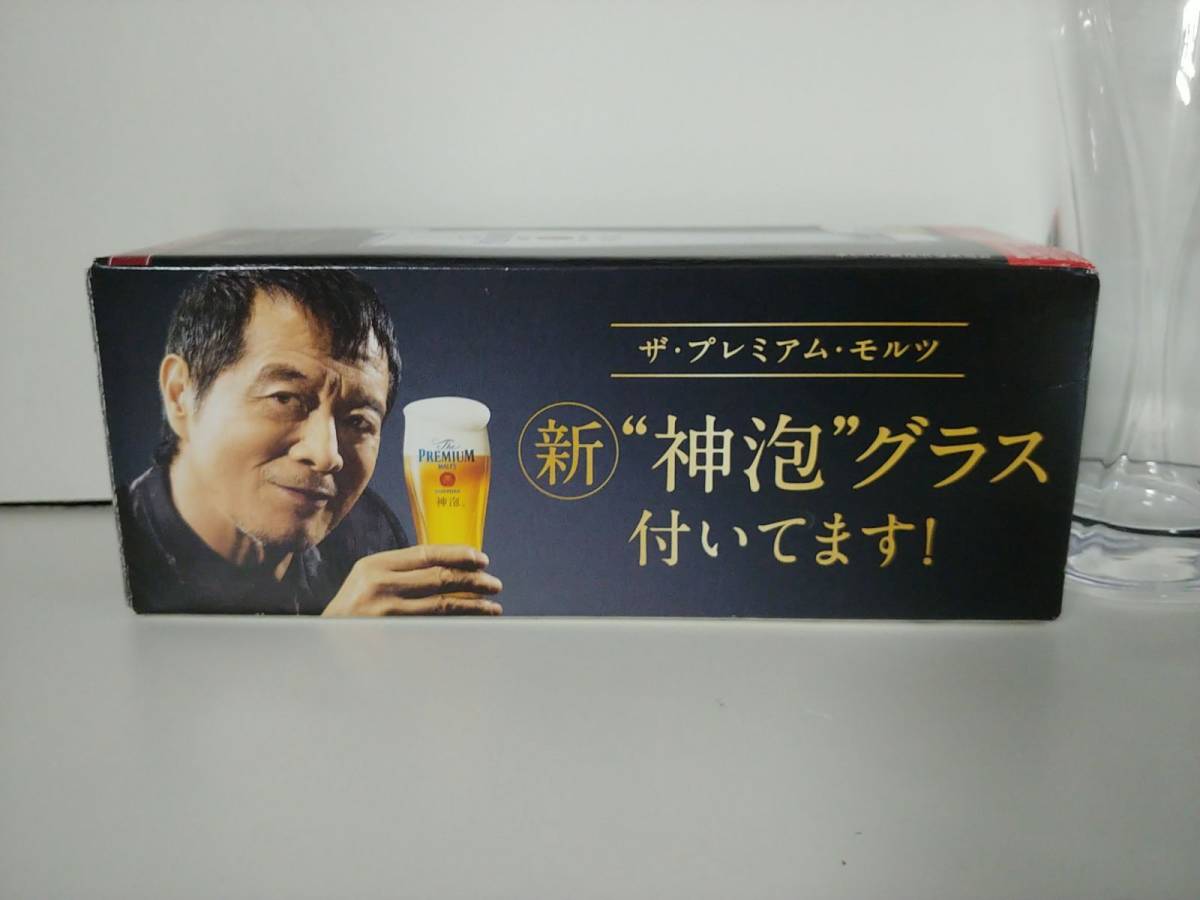 ザ・プレミアム・モルツ
新 “神泡”グラス
付いてます!
The
PREMIUM
MALT'S
SUNTORY
神泡。